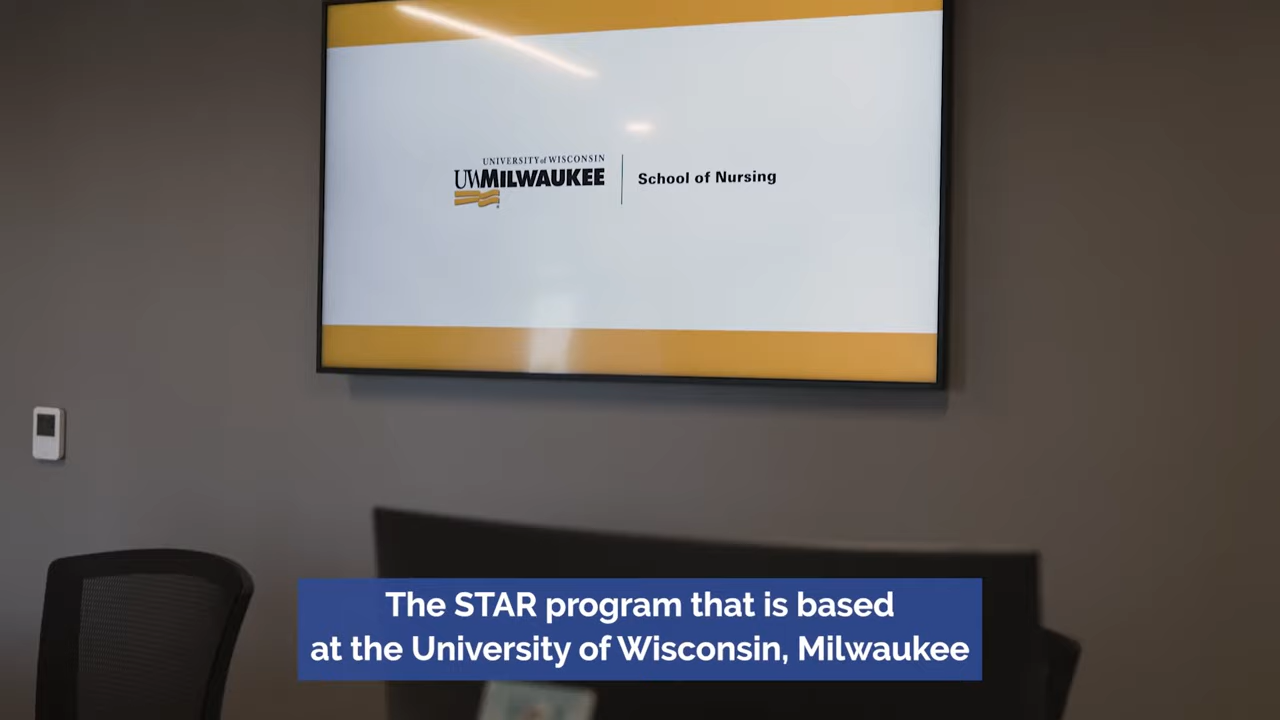 UNIVERSITY of WISCONSIN
UWMILWAUKEE
School of Nursing
The STAR program that is based
at the University of Wisconsin, Milwaukee